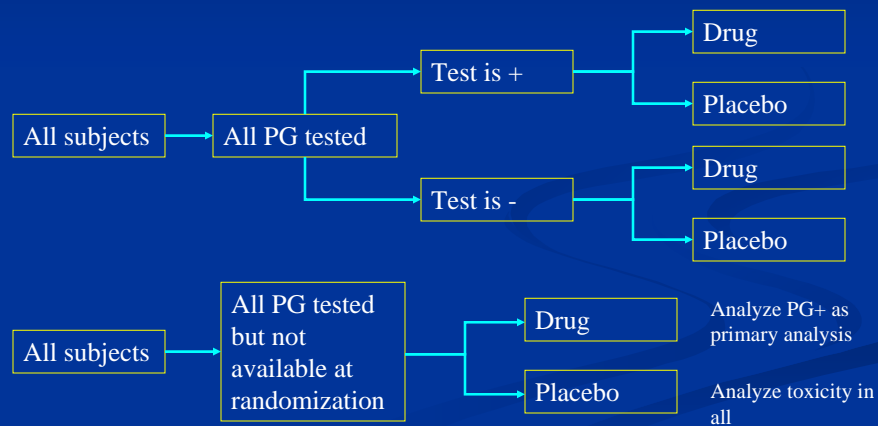 Drug
Test is +
Placebo
All subjects
All PG tested
Drug
Test is -
Placebo
All PG tested
but not
available at
randomization
All subjects
Drug
Analyze PG+ as
primary analysis
Placebo
Analyze toxicity in
all